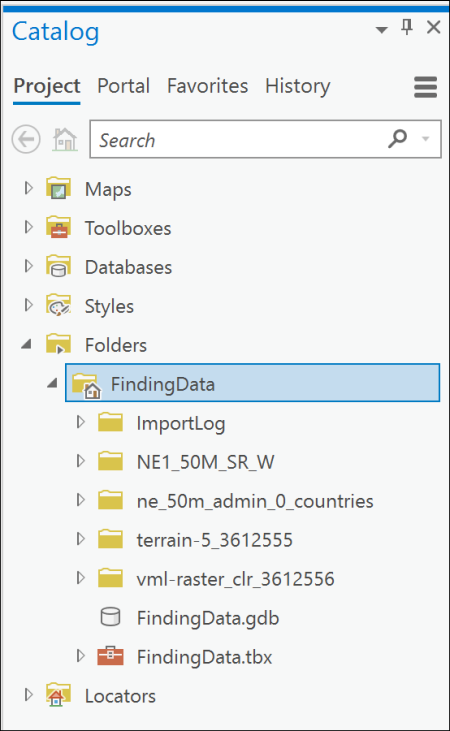 Catalog
Project Portal Favorites History
Search
Maps
Toolboxes
Databases
Styles
Folders
FindingData
ImportLog
NE1_50M_SR_W
ne_50m_admin_0_countries
terrain-5_3612555
vml-raster_clr_3612556
FindingData.gdb
FindingData.tbx
Locators